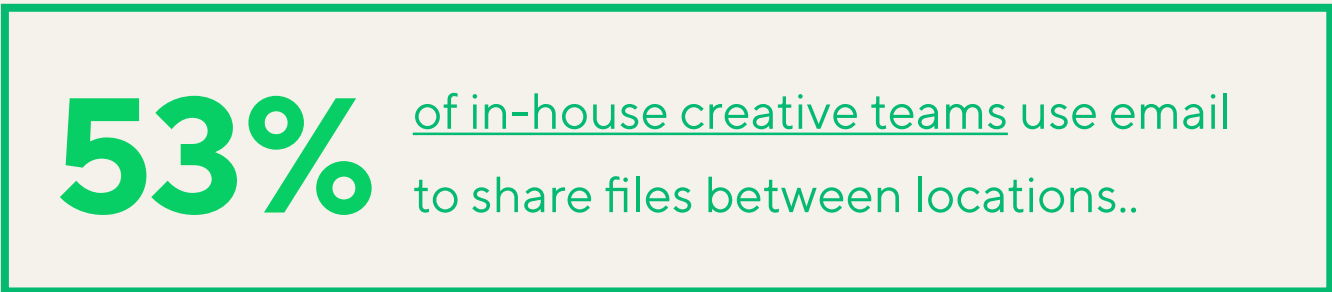 53%
of in-house creative teams use email
to share files between locations..